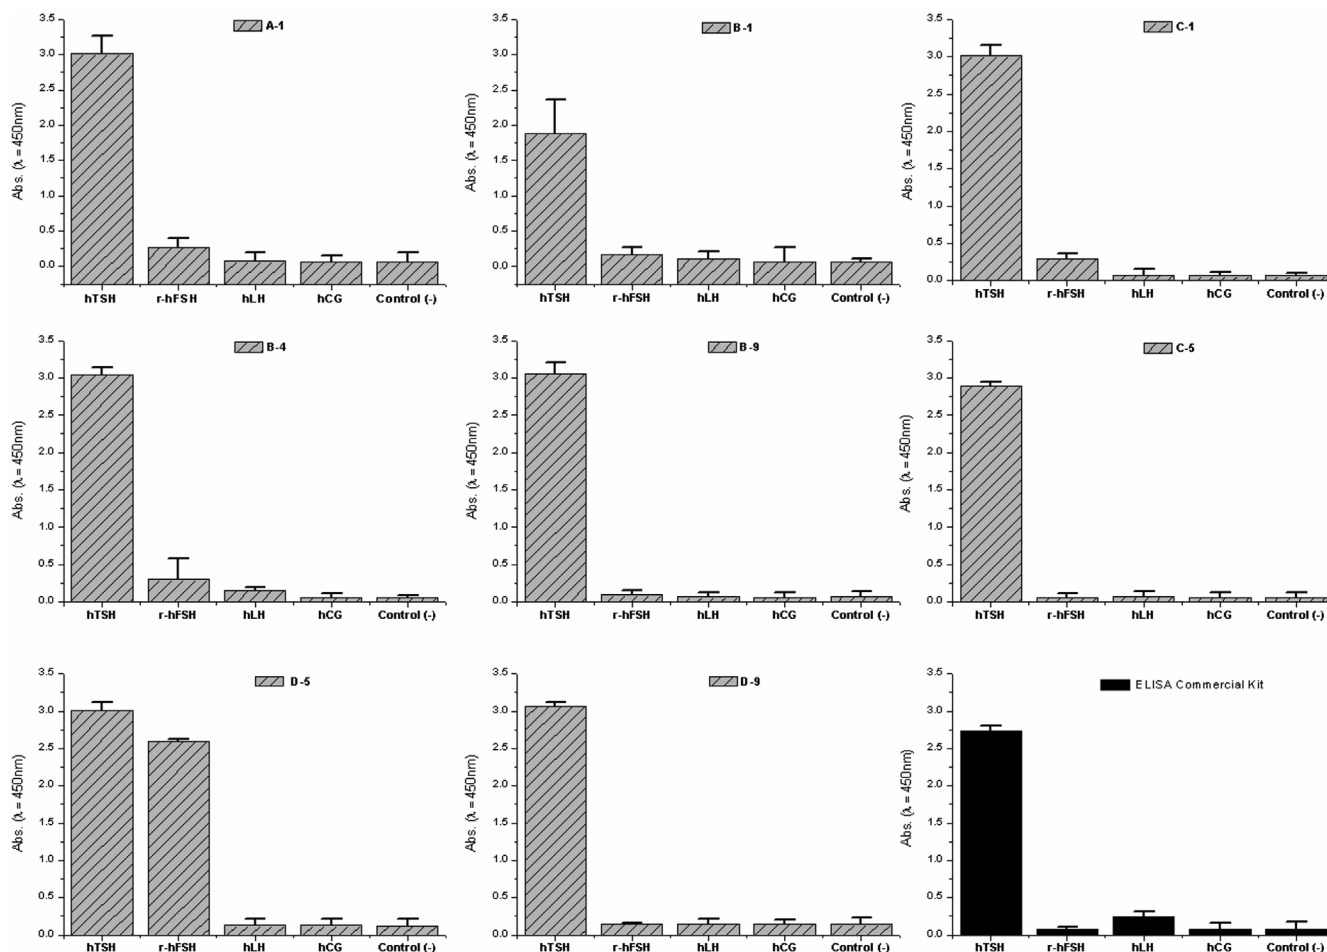 A-1
Abs. (λ = 450nm)
3.5
3.0
2.5
2.0
1.5
1.0
0.5
0.0
hTSH r-hFSH hLH hCG Control (-)
B-1
Abs. (λ = 450nm)
3.5
3.0
2.5
2.0
1.5
1.0
0.5
0.0
hTSH r-hFSH hLH hCG Control (-)
C-1
Abs. (λ = 450nm)
3.5
3.0
2.5
2.0
1.5
1.0
0.5
0.0
hTSH r-hFSH hLH hCG Control (-)
B-4
Abs. (λ = 450nm)
3.5
3.0
2.5
2.0
1.5
1.0
0.5
0.0
hTSH r-hFSH hLH hCG Control (-)
B-9
Abs. (λ = 450nm)
3.5
3.0
2.5
2.0
1.5
1.0
0.5
0.0
hTSH r-hFSH hLH hCG Control (-)
C-5
Abs. (λ = 450nm)
3.5
3.0
2.5
2.0
1.5
1.0
0.5
0.0
hTSH r-hFSH hLH hCG Control (-)
D-5
Abs. (λ = 450nm)
3.5
3.0
2.5
2.0
1.5
1.0
0.5
0.0
hTSH r-hFSH hLH hCG Control (-)
D-9
Abs. (λ = 450nm)
3.5
3.0
2.5
2.0
1.5
1.0
0.5
0.0
hTSH r-hFSH hLH hCG Control (-)
ELISA Commercial Kit
Abs. (λ = 450nm)
3.5
3.0
2.5
2.0
1.5
1.0
0.5
0.0
hTSH r-hFSH hLH hCG Control (-)